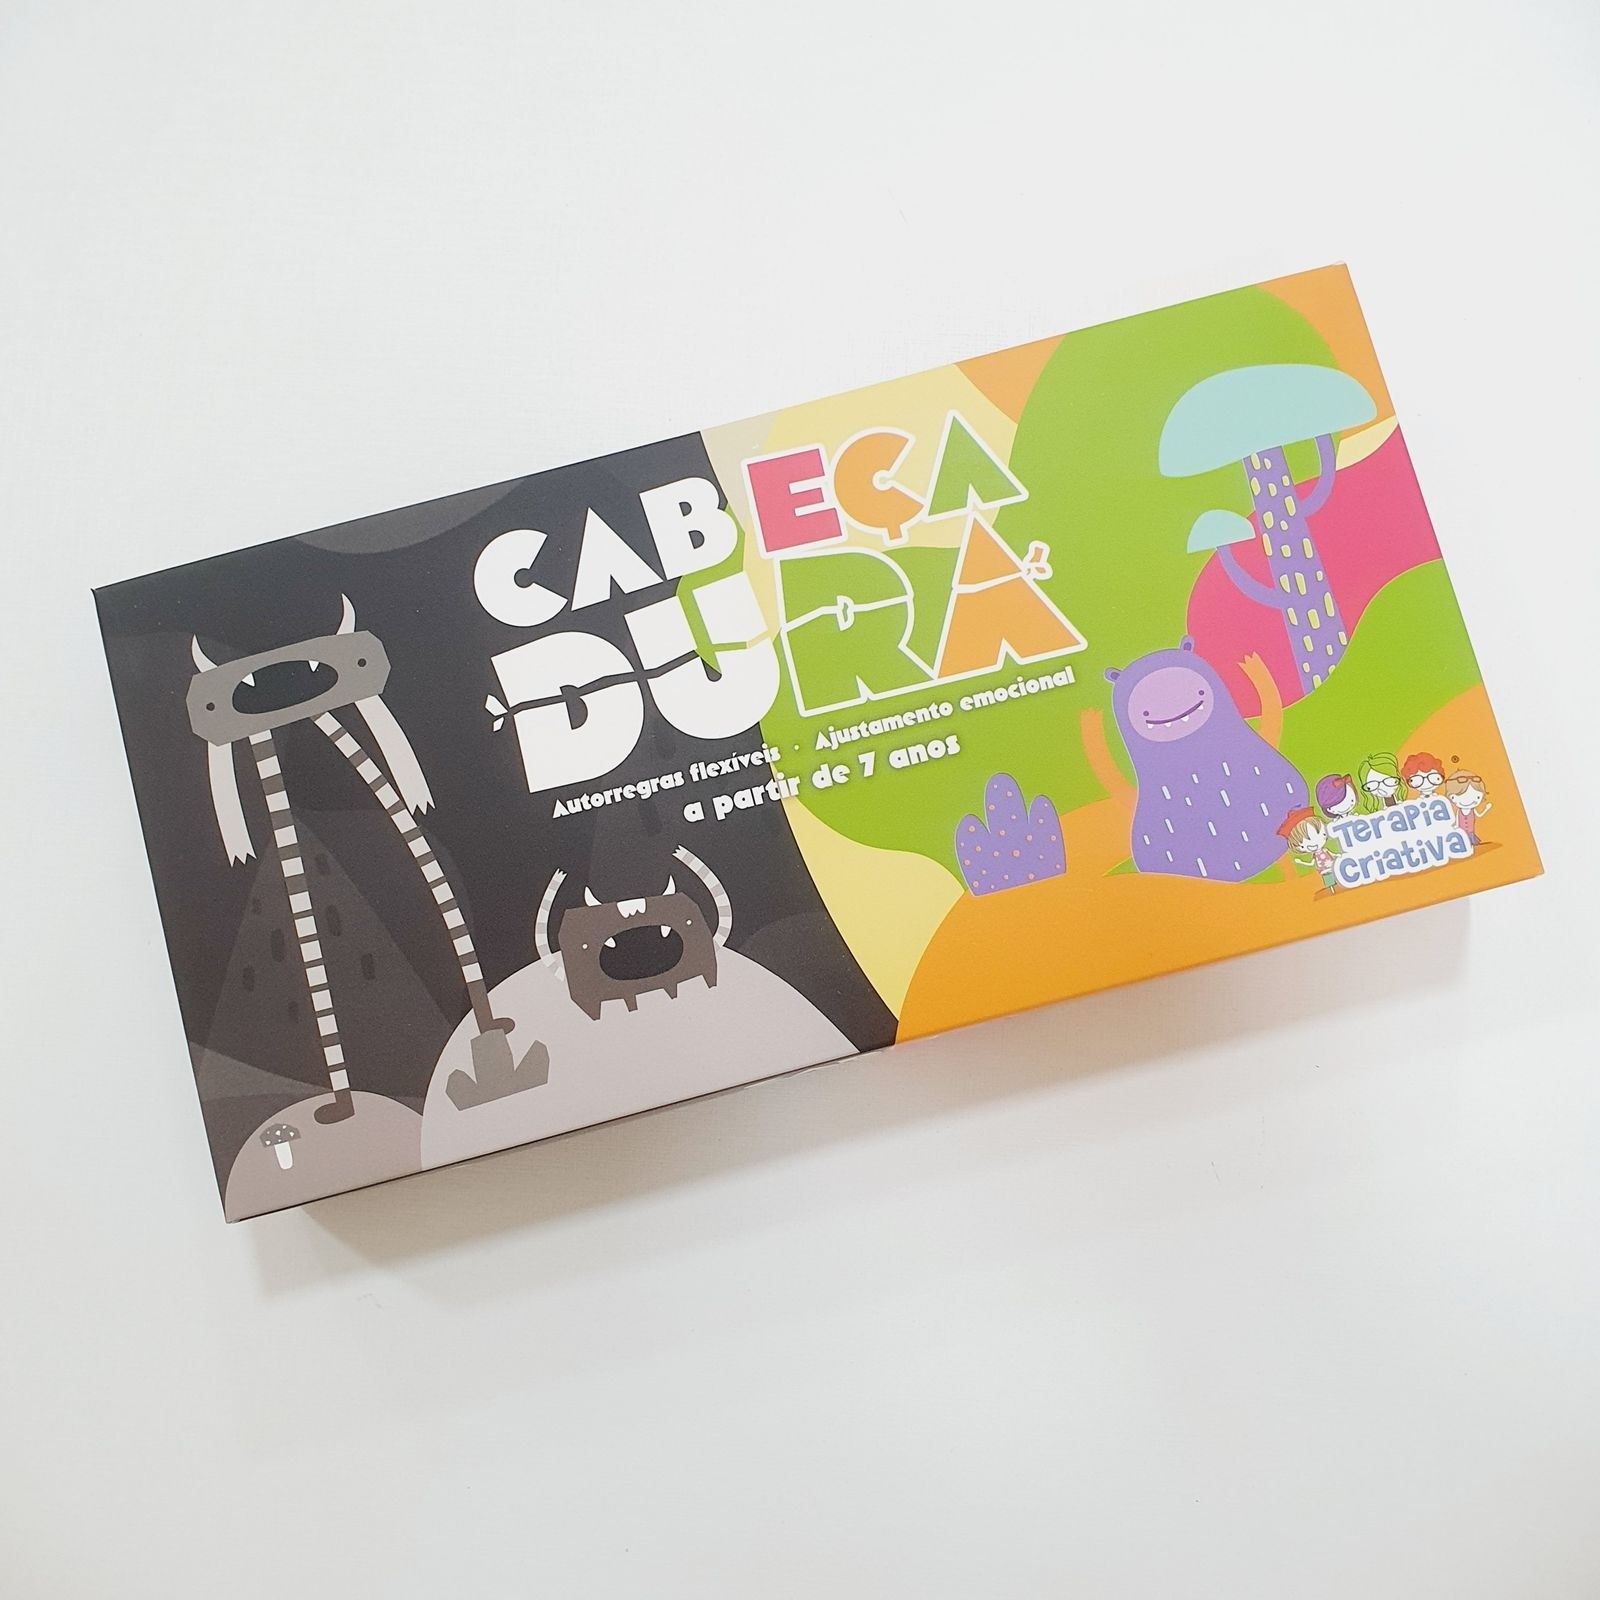 CABEÇA
DURA
Autorregras flexíveis · Ajustamento emocional
a partir de 7 anos
Terapia
criativa